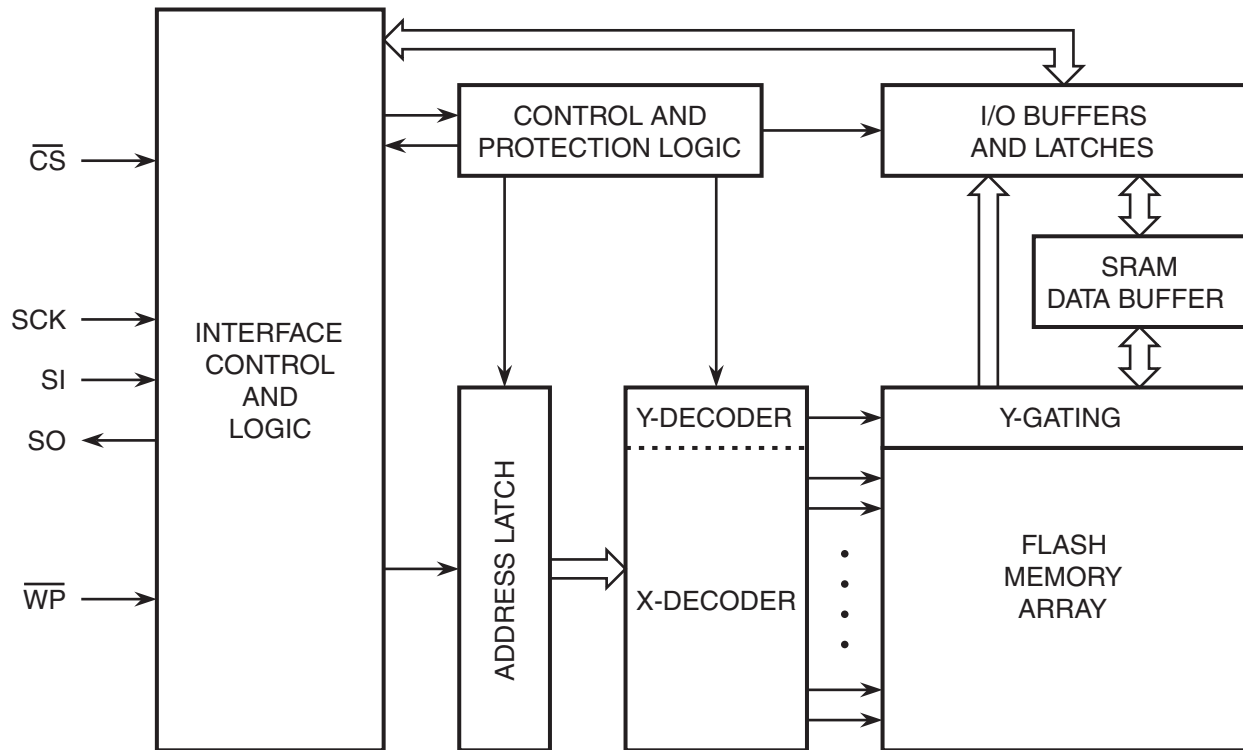 CS
SCK
SI
SO
WP
INTERFACE
CONTROL
AND
LOGIC
CONTROL AND
PROTECTION LOGIC
I/O BUFFERS
AND LATCHES
SRAM
DATA BUFFER
ADDRESS LATCH
Y-DECODER
X-DECODER
Y-GATING
FLASH
MEMORY
ARRAY